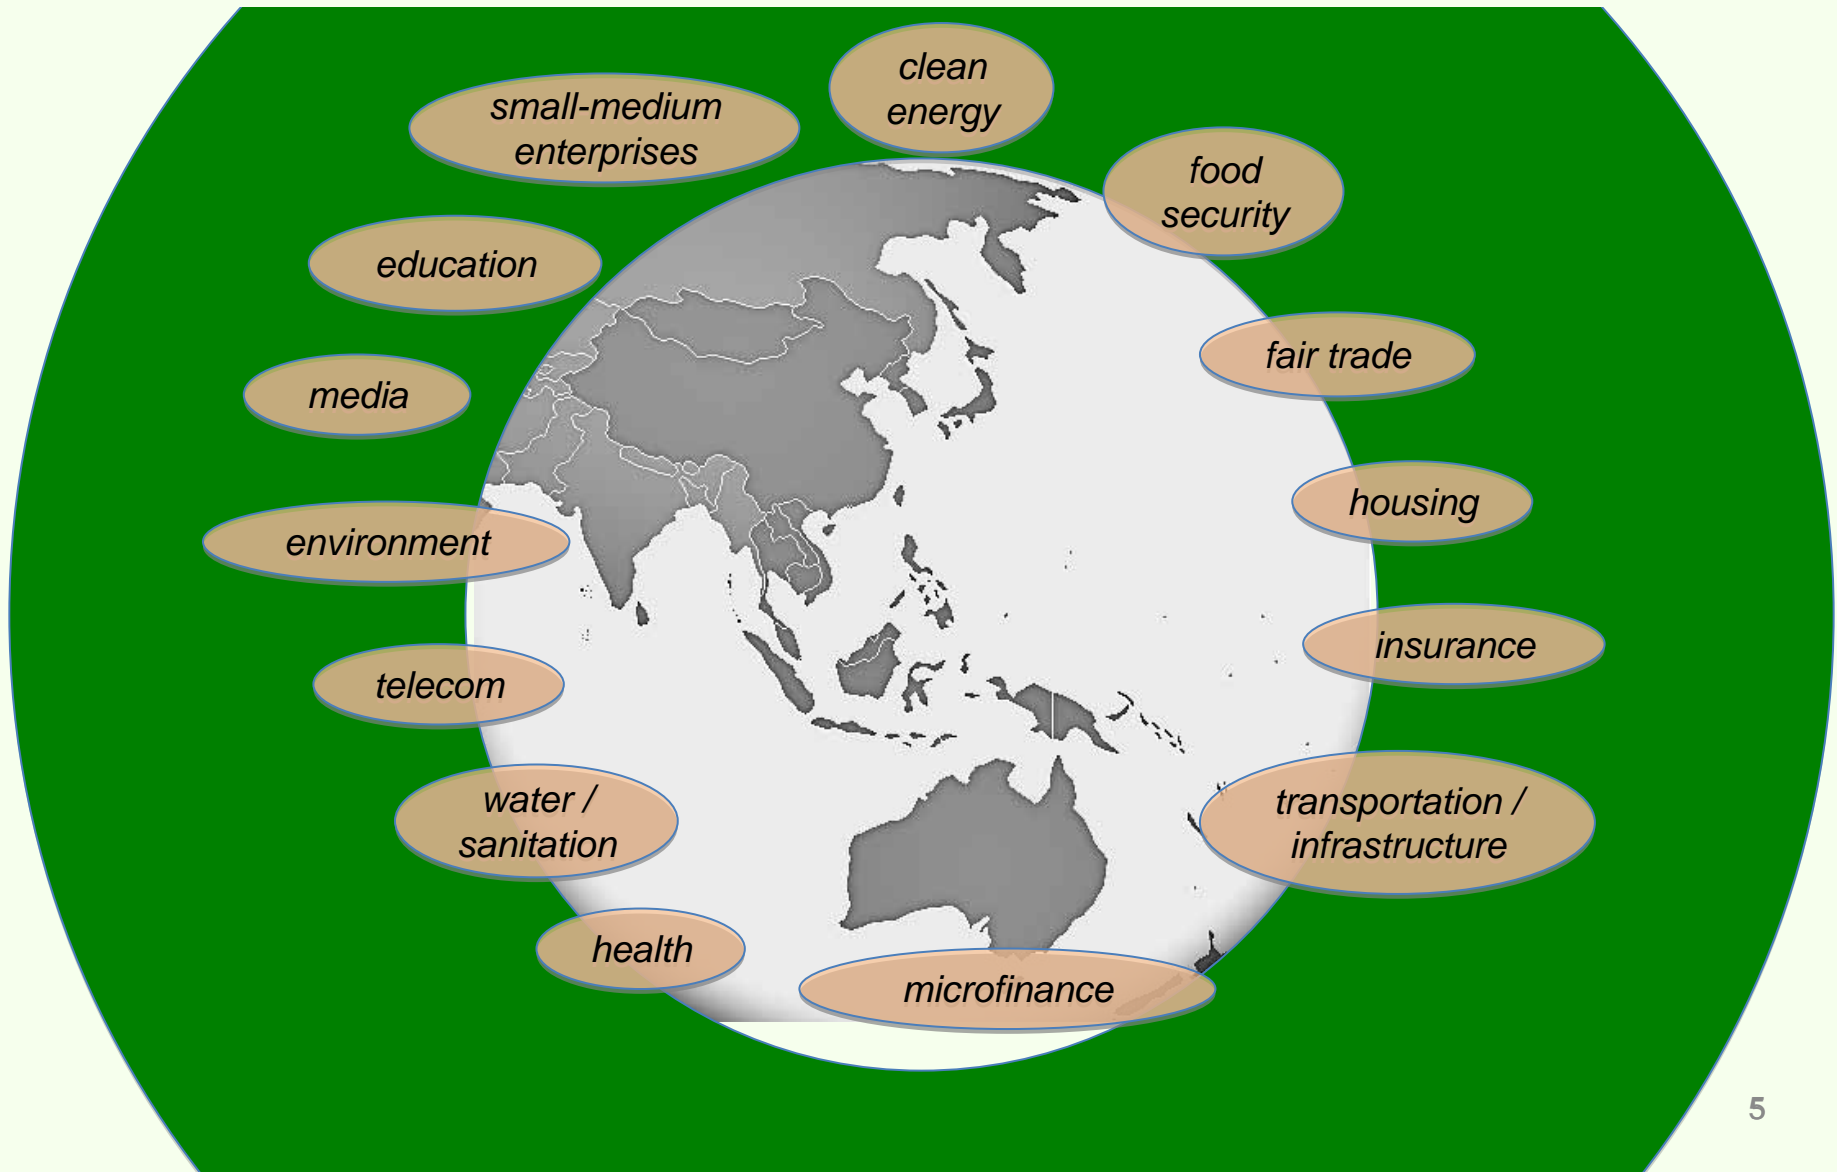 clean
energy
small-medium
enterprises
food
security
education
fair trade
media
housing
environment
insurance
telecom
water /
sanitation
transportation /
infrastructure
health
microfinance
5